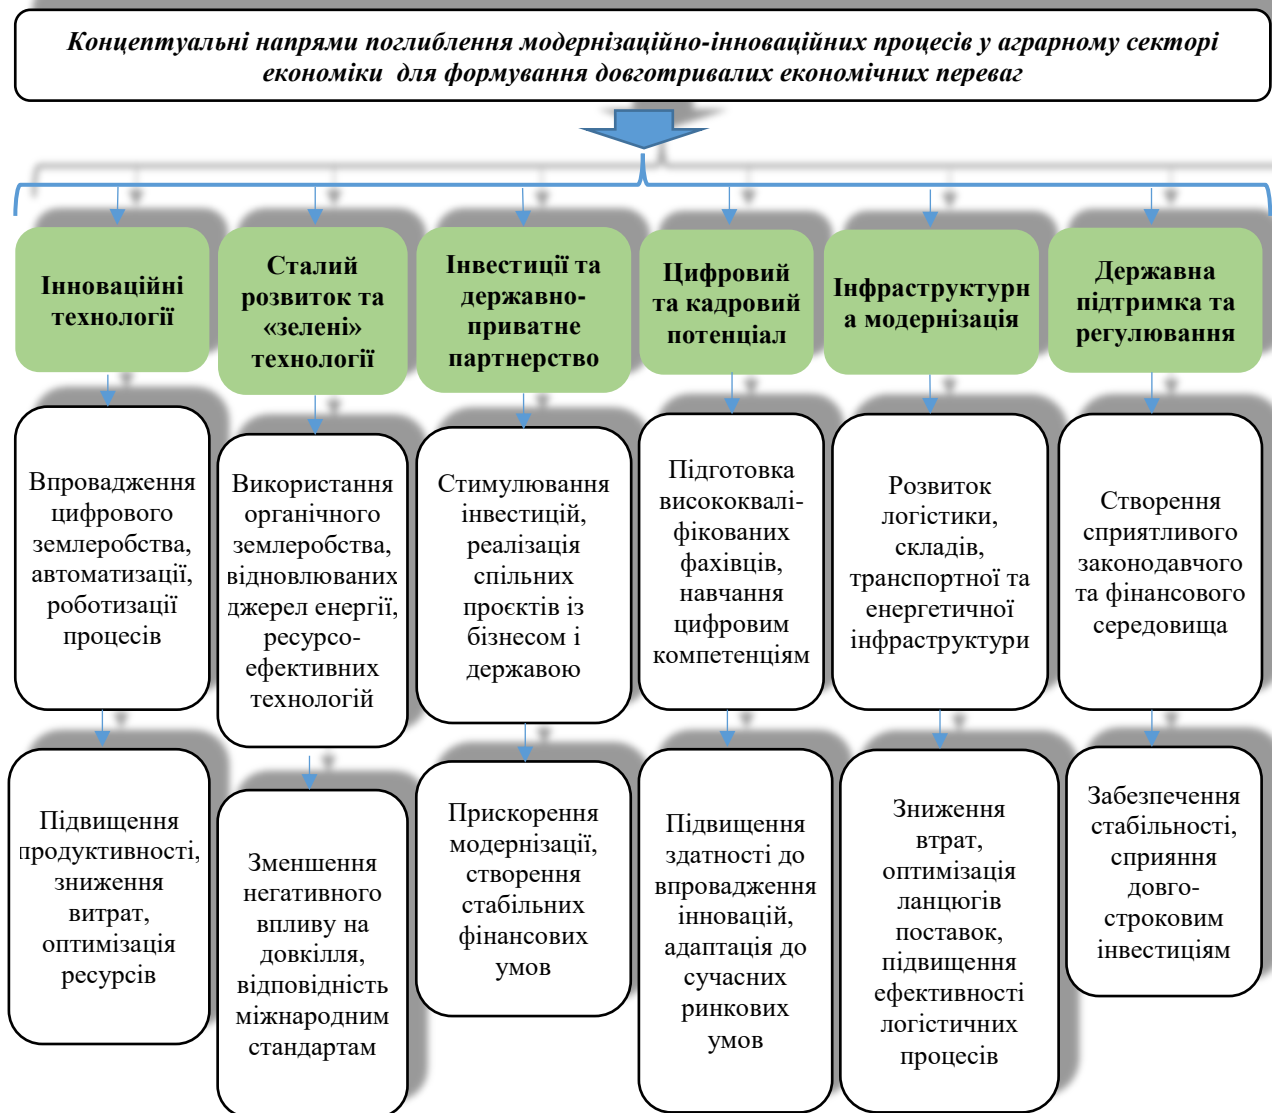 Концептуальні напрями поглиблення модернізаційно-інноваційних процесів у аграрному секторі
економіки для формування довготривалих економічних переваг
Інноваційні
технології
Сталий
розвиток та
«зелені»
технології
Інвестиції та
державно-
приватне
партнерство
Цифровий
та кадровий
потенціал
Інфраструктурн
а модернізація
Державна
підтримка та
регулювання
Впровадження
цифрового
землеробства,
автоматизації,
роботизації
процесів
Використання
органічного
землеробства,
відновлюваних
джерел енергії,
ресурсо-
ефективних
технологій
Стимулювання
інвестицій,
реалізація
спільних
проєктів із
бізнесом і
державою
Підготовка
висококвалі-
фікованих
фахівців,
навчання
цифровим
компетенціям
Розвиток
логістики,
складів,
транспортної та
енергетичної
інфраструктури
Створення
сприятливого
законодавчого
та фінансового
середовища
Підвищення
продуктивності,
зниження
витрат,
оптимізація
ресурсів
Зменшення
негативного
впливу на
довкілля,
відповідність
міжнародним
стандартам
Прискорення
модернізації,
створення
стабільних
фінансових
умов
Підвищення
здатності до
впровадження
інновацій,
адаптація до
сучасних
ринкових
умов
Зниження
втрат,
оптимізація
ланцюгів
поставок,
підвищення
ефективності
логістичних
процесів
Забезпечення
стабільності,
сприяння
довго-
строковим
інвестиціям